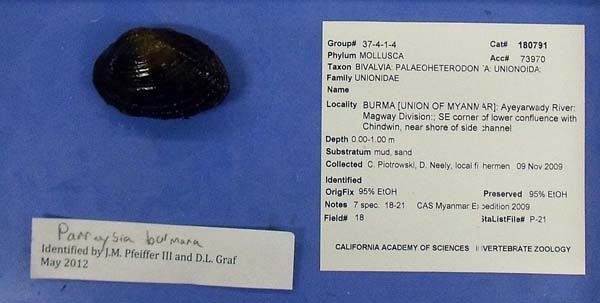 Group# 37-4-1-4 Cat# 180791
Phylum MOLLUSCA Acc# 73970
Taxon BIVALVIA: PALAEOHETERODON A: UNIONOIDA:
Family UNIONIDAE
Name
Locality BURMA [UNION OF MYANMAR]: Ayeyarwady River:
Magway Division:; SE corner of lower confluence with
Chindwin, near shore of side channel
Depth 0.00-1.00 m
Substratum mud, sand
Collected C. Piotrowski, D. Neely, local fi hermen 09 Nov 2009
Identified
OrigFix 95% EtOH Preserved 95% EtOH
Notes 7 spec. 18-21 CAS Myanmar Expedition 2009
Field# 18 StaListFile# P-21
CALIFORNIA ACADEMY OF SCIENCES INVERTEBRATE ZOOLOGY
Parreysia burmana
Identified by J.M. Pfeiffer III and D.L. Graf
May 2012